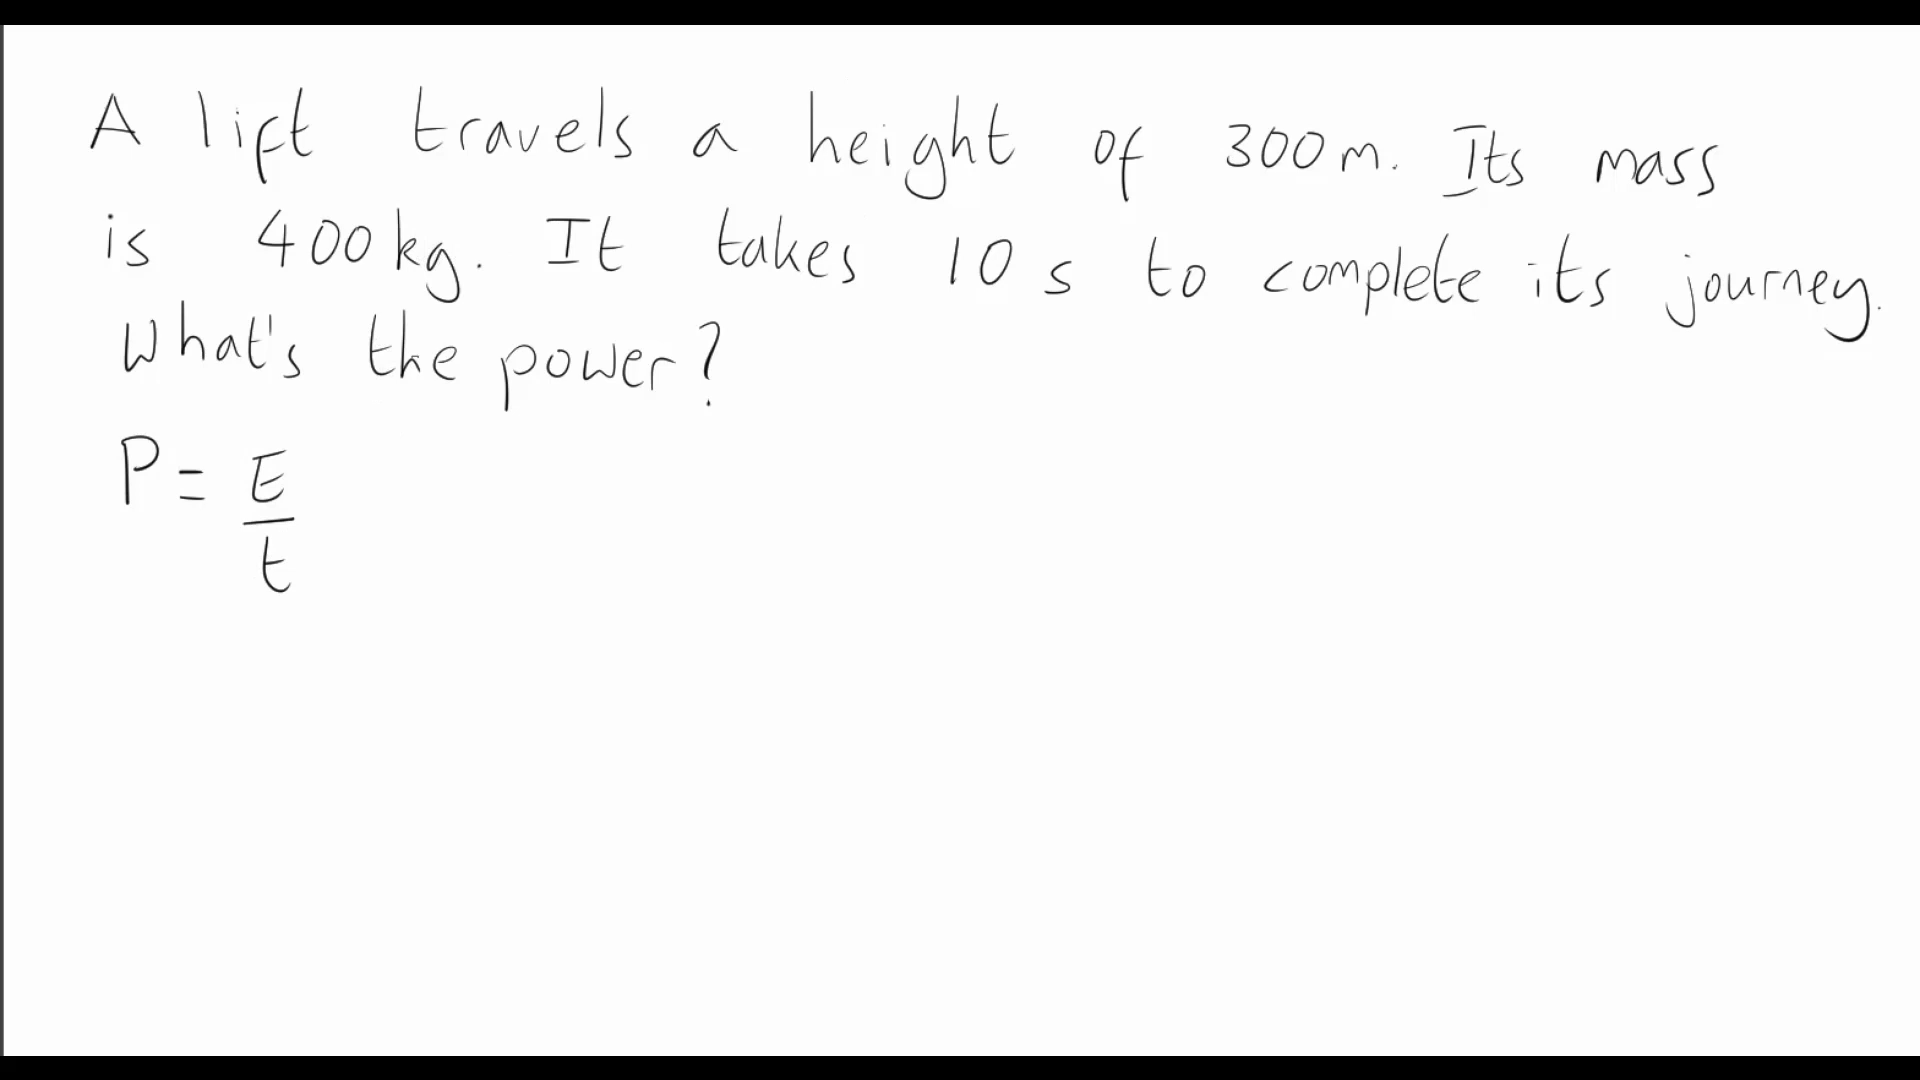 A lift travels a height of 300m. Its mass
is 400kg. It takes 10 s to complete its journey.
What's the power?
P = E
t